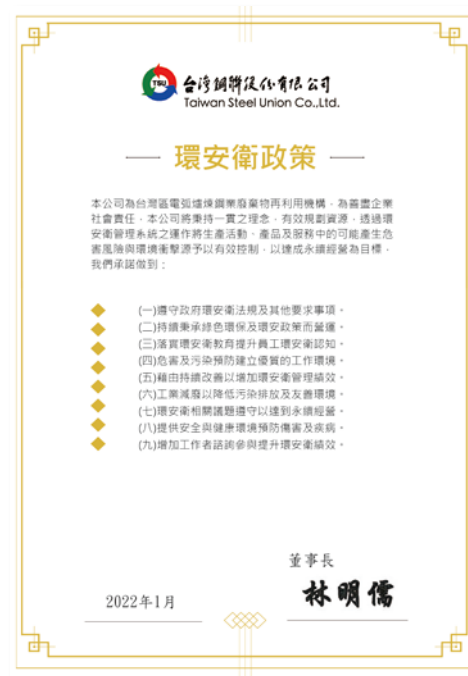 TSU
台灣鋼聯股份有限公司
Taiwan Steel Union Co.,Ltd.
環安衛政策
本公司為台灣區電弧爐煉鋼業廢棄物再利用機構，為善盡企業
社會責任，本公司將秉持一貫之理念，有效規劃資源，透過環
安衛管理系統之運作將生產活動、產品及服務中的可能產生危
害風險與環境衝擊源予以有效控制，以達成永續經營為目標，
我們承諾做到：
(一)遵守政府環安衛法規及其他要求事項。
(二)持續秉承綠色環保及環安政策而營運。
(三)落實環安衛教育提升員工環安衛認知。
(四)危害及污染預防建立優質的工作環境。
(五)藉由持續改善以增加環安衛管理績效。
(六)工業減廢以降低污染排放及友善環境。
(七)環安衛相關議題遵守以達到永續經營。
(八)提供安全與健康環境預防傷害及疾病。
(九)增加工作者諮詢參與提升環安衛績效。
董事長
2022年1月
林明儒